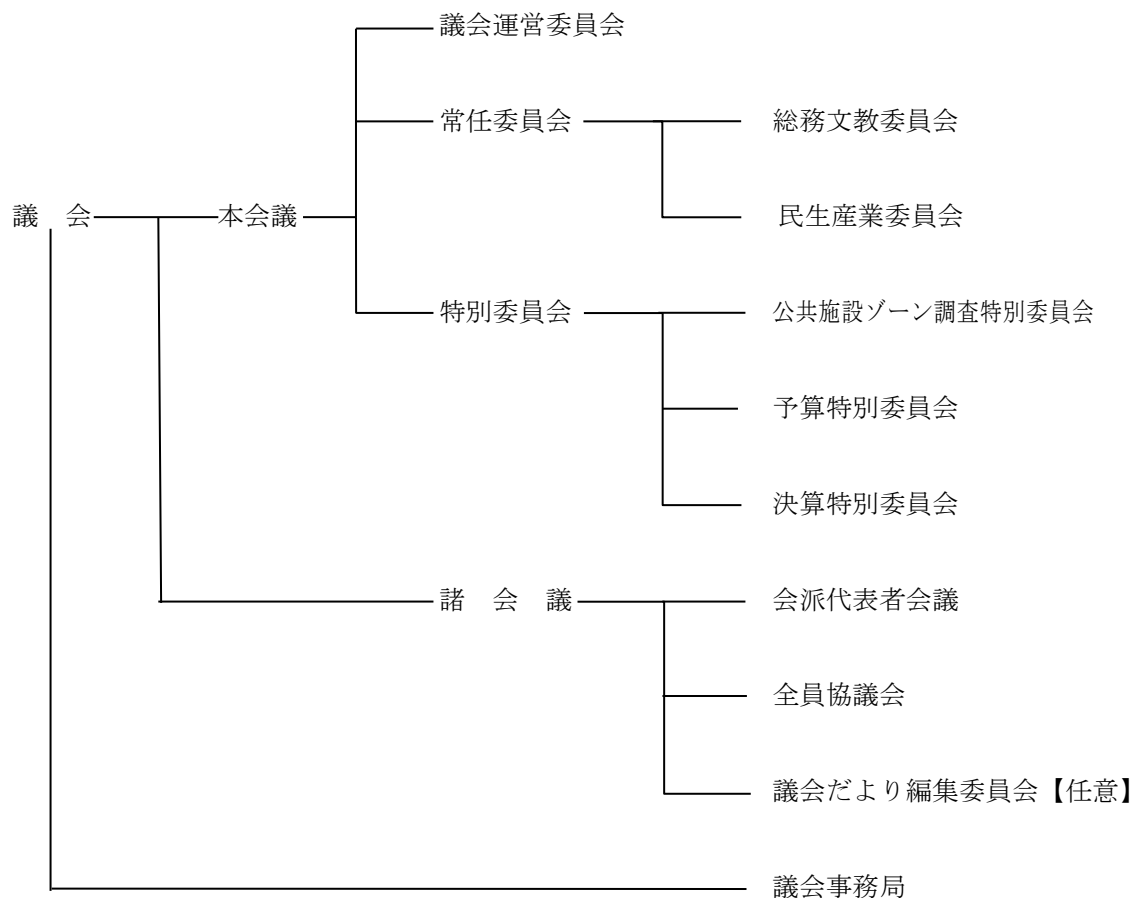 議会運営委員会
常任委員会 総務文教委員会
議　会 本会議 民生産業委員会
特別委員会 公共施設ゾーン調査特別委員会
予算特別委員会
決算特別委員会
諸　会　議 会派代表者会議
全員協議会
議会だより編集委員会【任意】
議会事務局